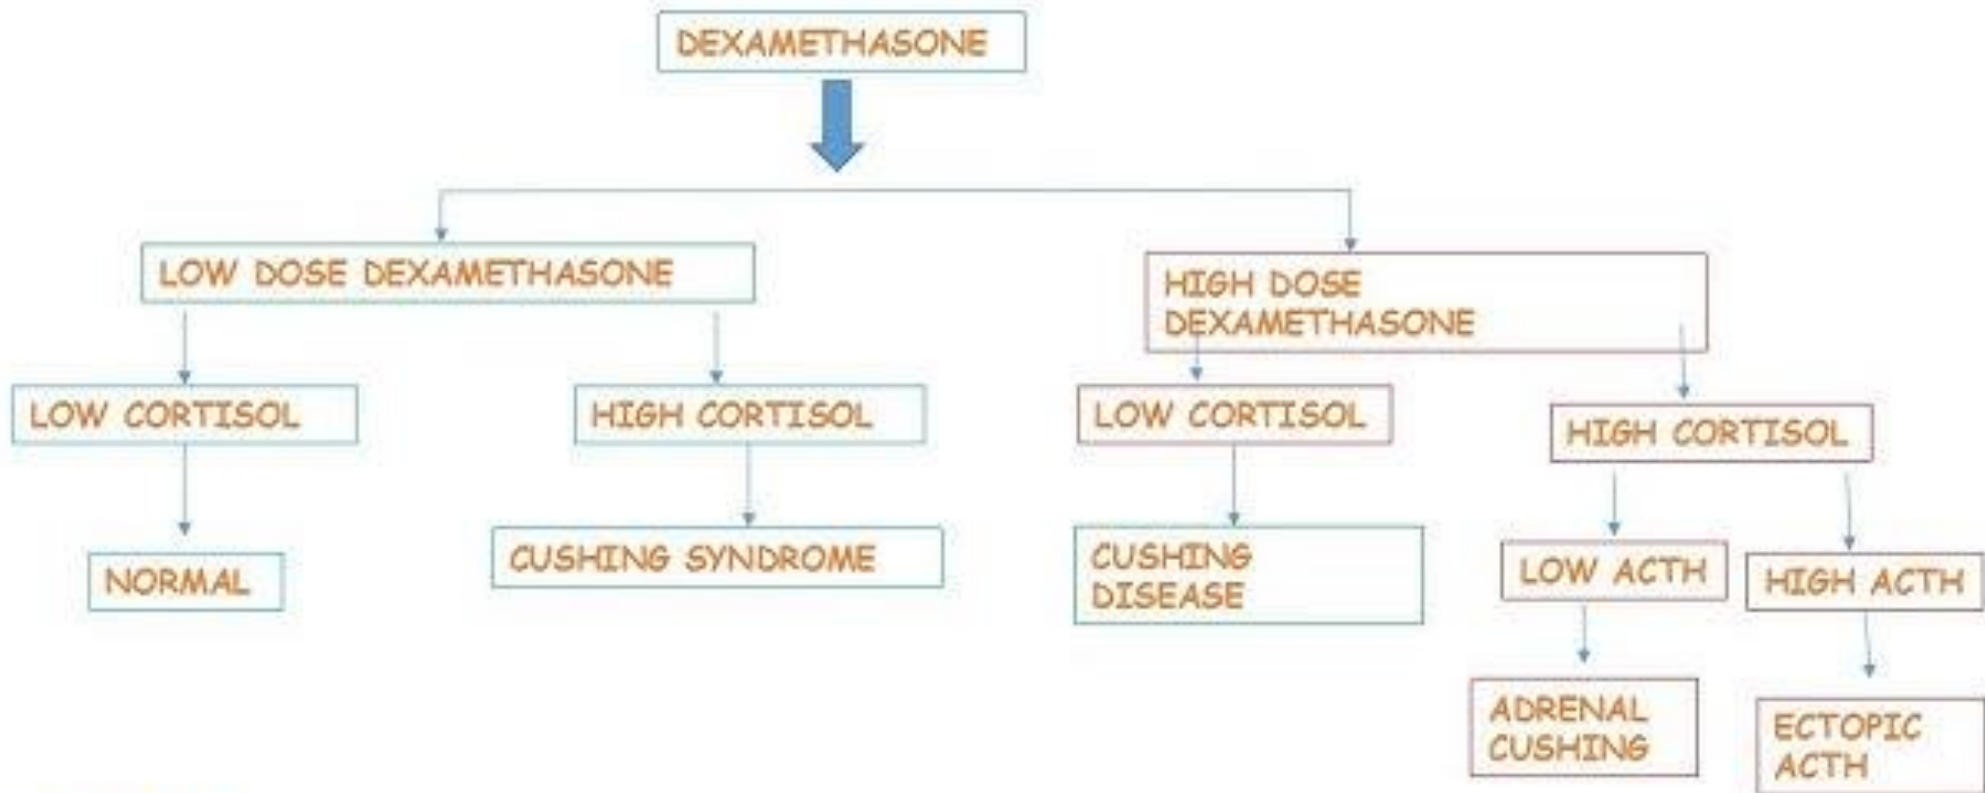 DEXAMETHASONE
LOW DOSE DEXAMETHASONE
HIGH DOSE
DEXAMETHASONE
LOW CORTISOL
HIGH CORTISOL
LOW CORTISOL
HIGH CORTISOL
NORMAL
CUSHING SYNDROME
CUSHING
DISEASE
LOW ACTH
HIGH ACTH
ADRENAL
CUSHING
ECTOPIC
ACTH